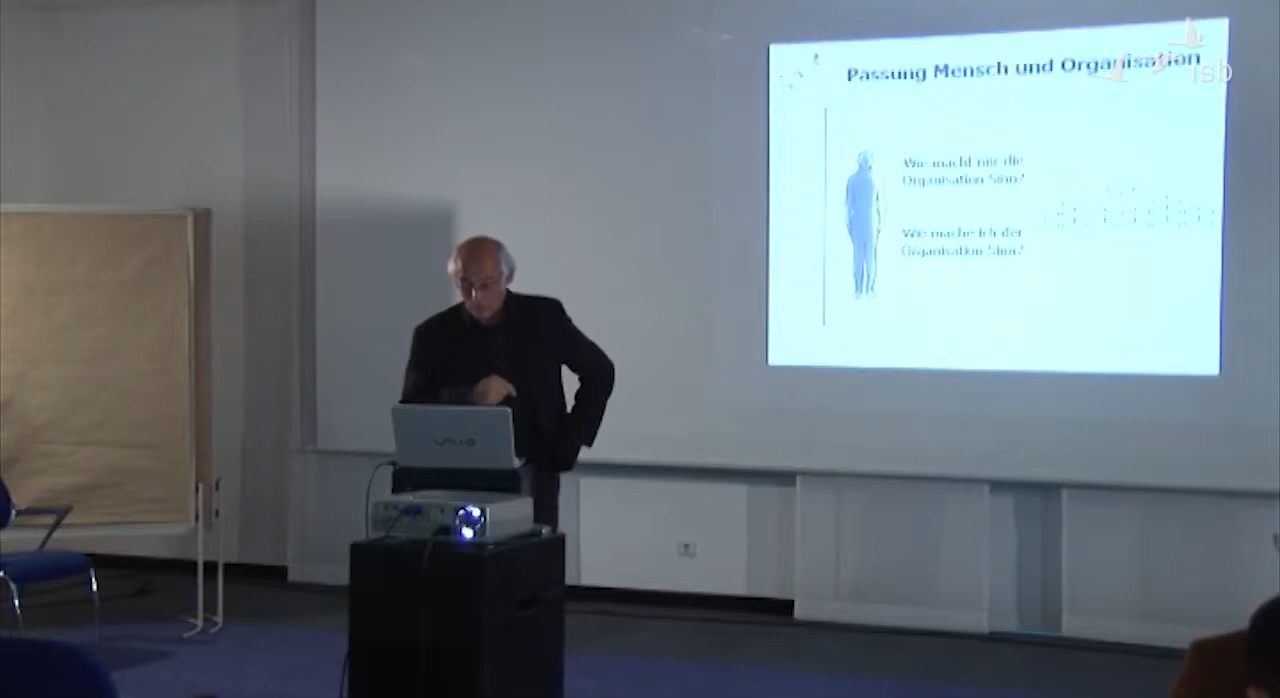 Passung Mensch und Organisation
isb
Wie macht mir die
Organisation Sinn?
Wie mache ich der
Organisation Sinn?
VAIO